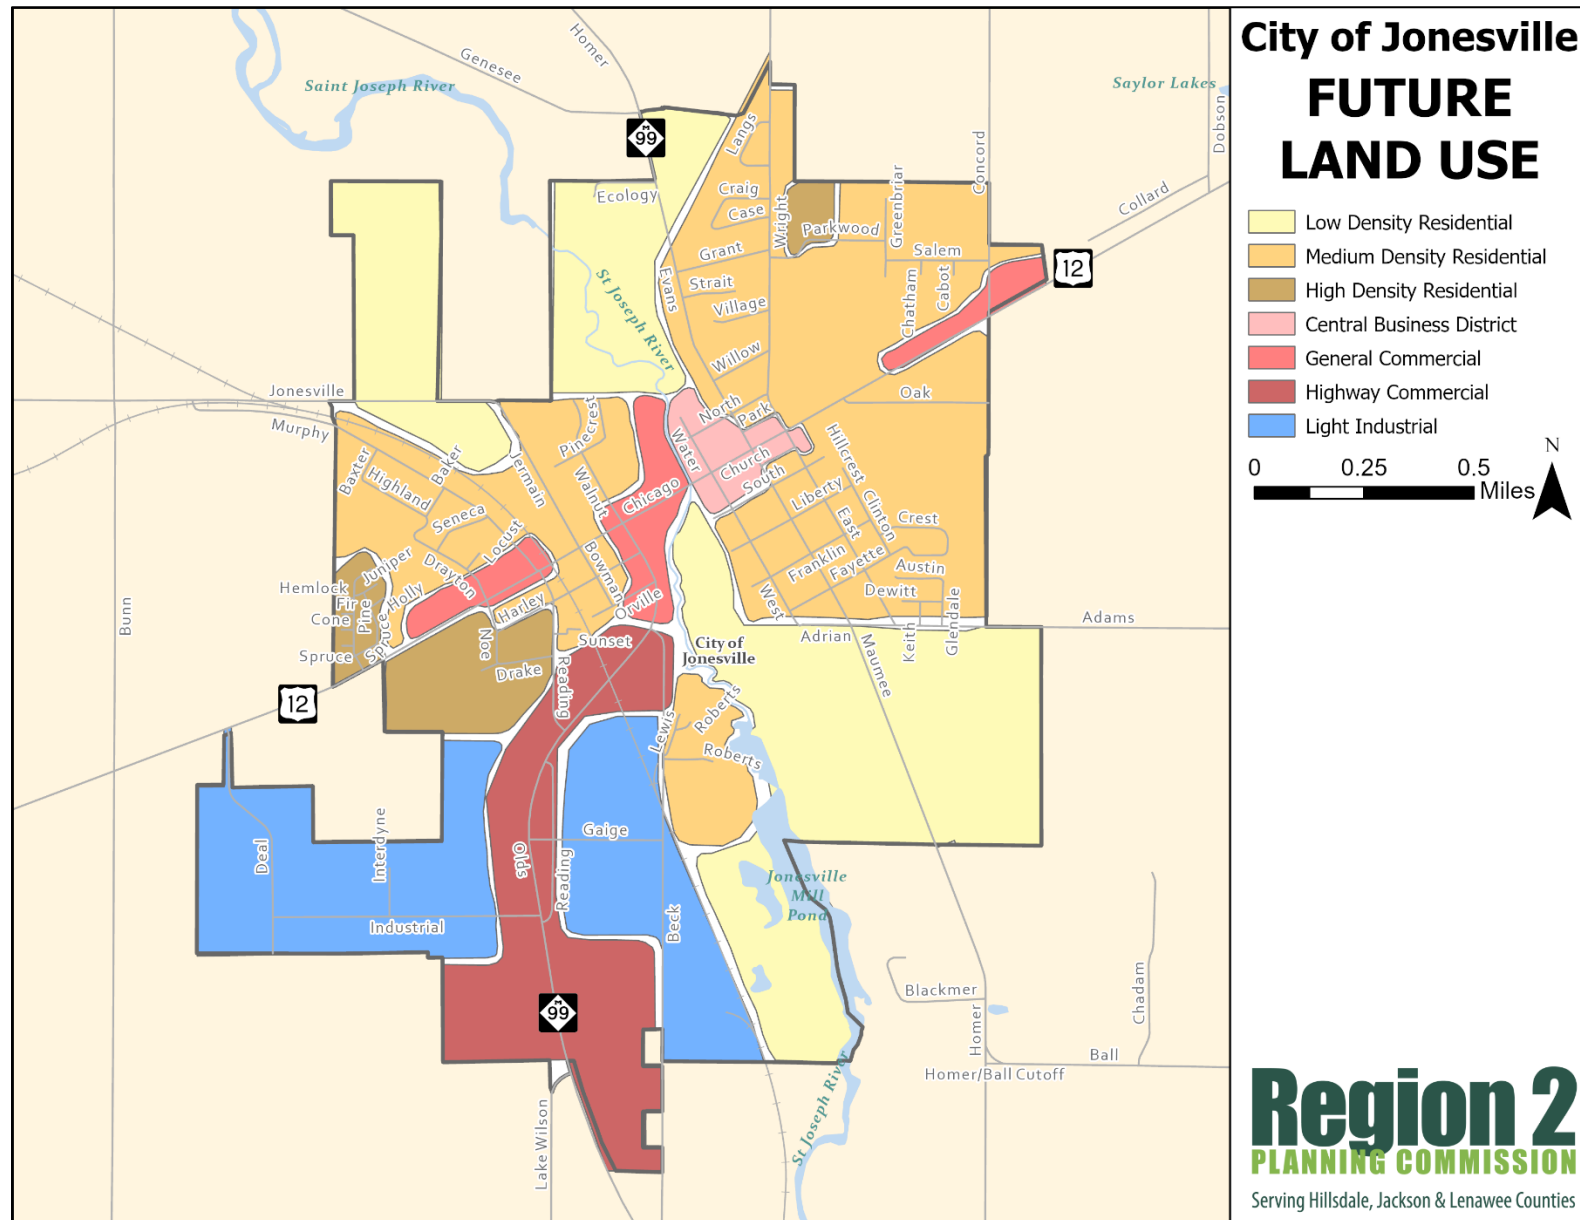 City of Jonesville
FUTURE
LAND USE
Low Density Residential
Medium Density Residential
High Density Residential
Central Business District
General Commercial
Highway Commercial
Light Industrial
0 0.25 0.5
Miles
N
Region 2
PLANNING COMMISSION
Serving Hillsdale, Jackson & Lenawee Counties
Homer
Genesee
Saint Joseph River
Saylor Lakes
Dobson
M
99
Langs
Concord
Ecology
Craig
Case
Wright
Greenbriar
Collard
Parkwood
Grant
Salem
12
St Joseph River
Evans
Strait
Village
Chatham
Cabot
Willow
Jonesville
Oak
Murphy
Pinecrest
North
Park
Water
Church
South
Hillcrest
Baxter
Highland
Baker
Jermain
Walnut
Chicago
Liberty
Clinton
East
Crest
Seneca
Locust
Franklin
Fayette
Austin
Juniper
Drayton
Bowman
Hemlock
Fir
Pine
Holly
Cone
Spruce
Spruce
Harley
Orville
West
Dewitt
Glendale
Keith
Bunn
Adams
Adrian
Maumee
Noe
Sunset
City of
Jonesville
Drake
Reading
12
Lewis
Roberts
Roberts
Deal
Interdyne
Olds
Gaige
Reading
Jonesville
Mill
Pond
Industrial
Beck
M
99
Blackmer
Homer
Chadam
Ball
Homer/Ball Cutoff
Lake Wilson
St Joseph River